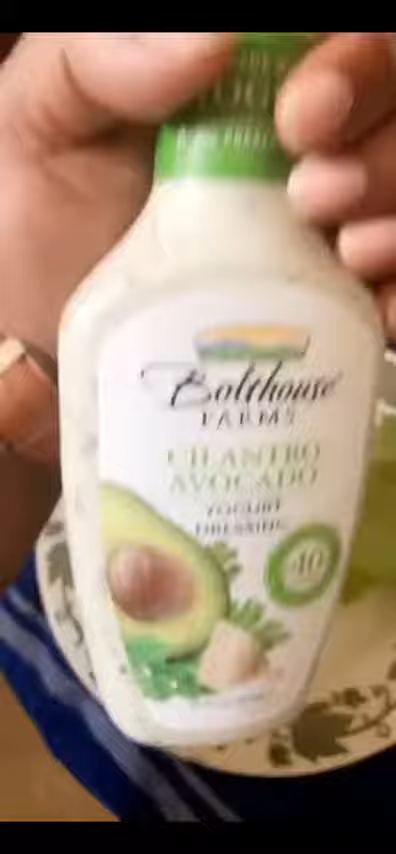 Bolthouse
FARMS
CILANTRO
AVOCADO
YOGURT
DRESSING
40